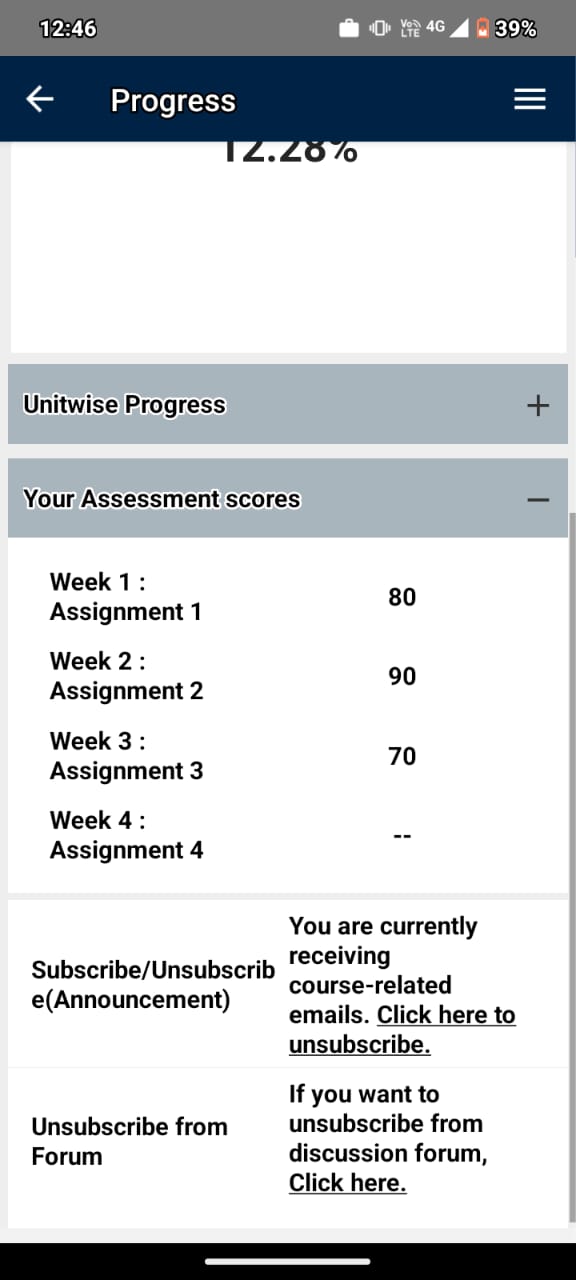 12:46
Vo)) LTE 4G 39%
Progress
12.28%
Unitwise Progress +
Your Assessment scores –
Week 1 :
Assignment 1
80
Week 2 :
Assignment 2
90
Week 3 :
Assignment 3
70
Week 4 :
Assignment 4
--
Subscribe/Unsubscrib
e(Announcement)
You are currently
receiving
course-related
emails. Click here to
unsubscribe.
Unsubscribe from
Forum
If you want to
unsubscribe from
discussion forum,
Click here.